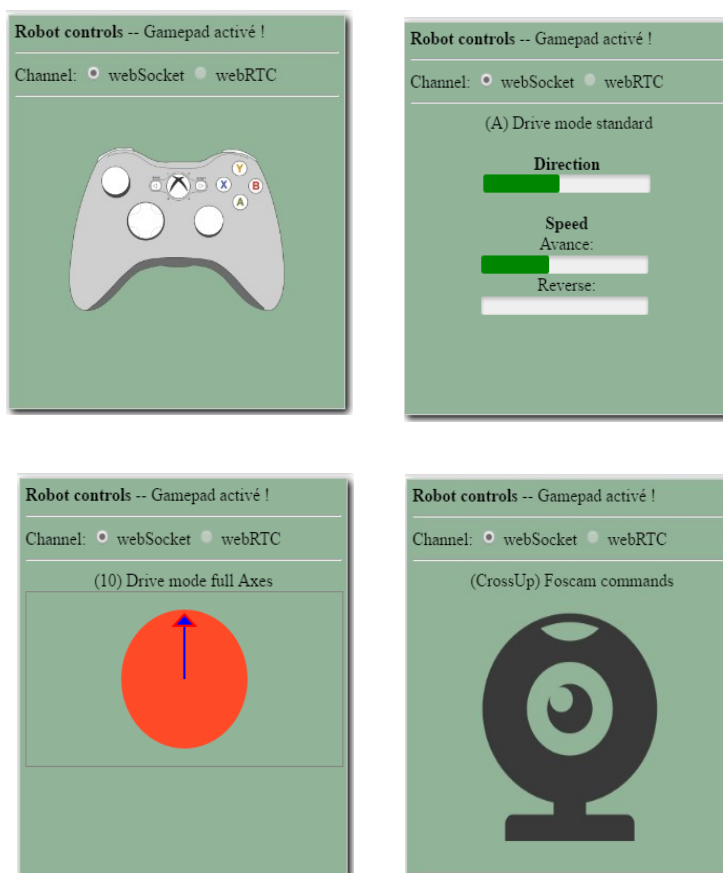 Robot controls -- Gamepad activé !
Channel: webSocket webRTC
Y
X B
A
Robot controls -- Gamepad activé !
Channel: webSocket webRTC
(A) Drive mode standard
Direction
Speed
Avance:
Reverse:
Robot controls -- Gamepad activé !
Channel: webSocket webRTC
(10) Drive mode full Axes
Robot controls -- Gamepad activé !
Channel: webSocket webRTC
(CrossUp) Foscam commands